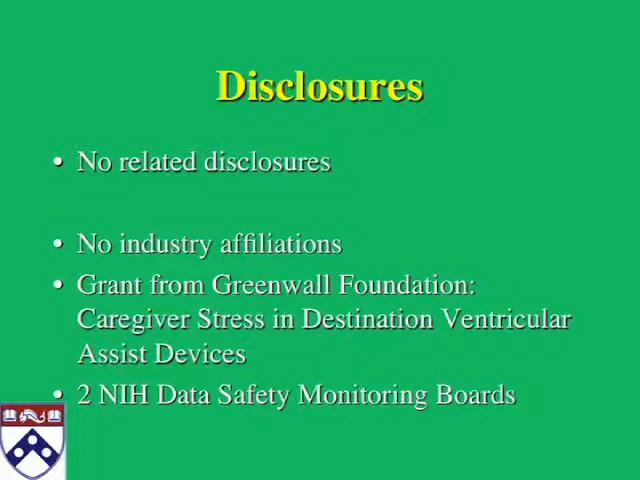 Disclosures
• No related disclosures
• No industry affiliations
• Grant from Greenwall Foundation:
Caregiver Stress in Destination Ventricular
Assist Devices
• 2 NIH Data Safety Monitoring Boards